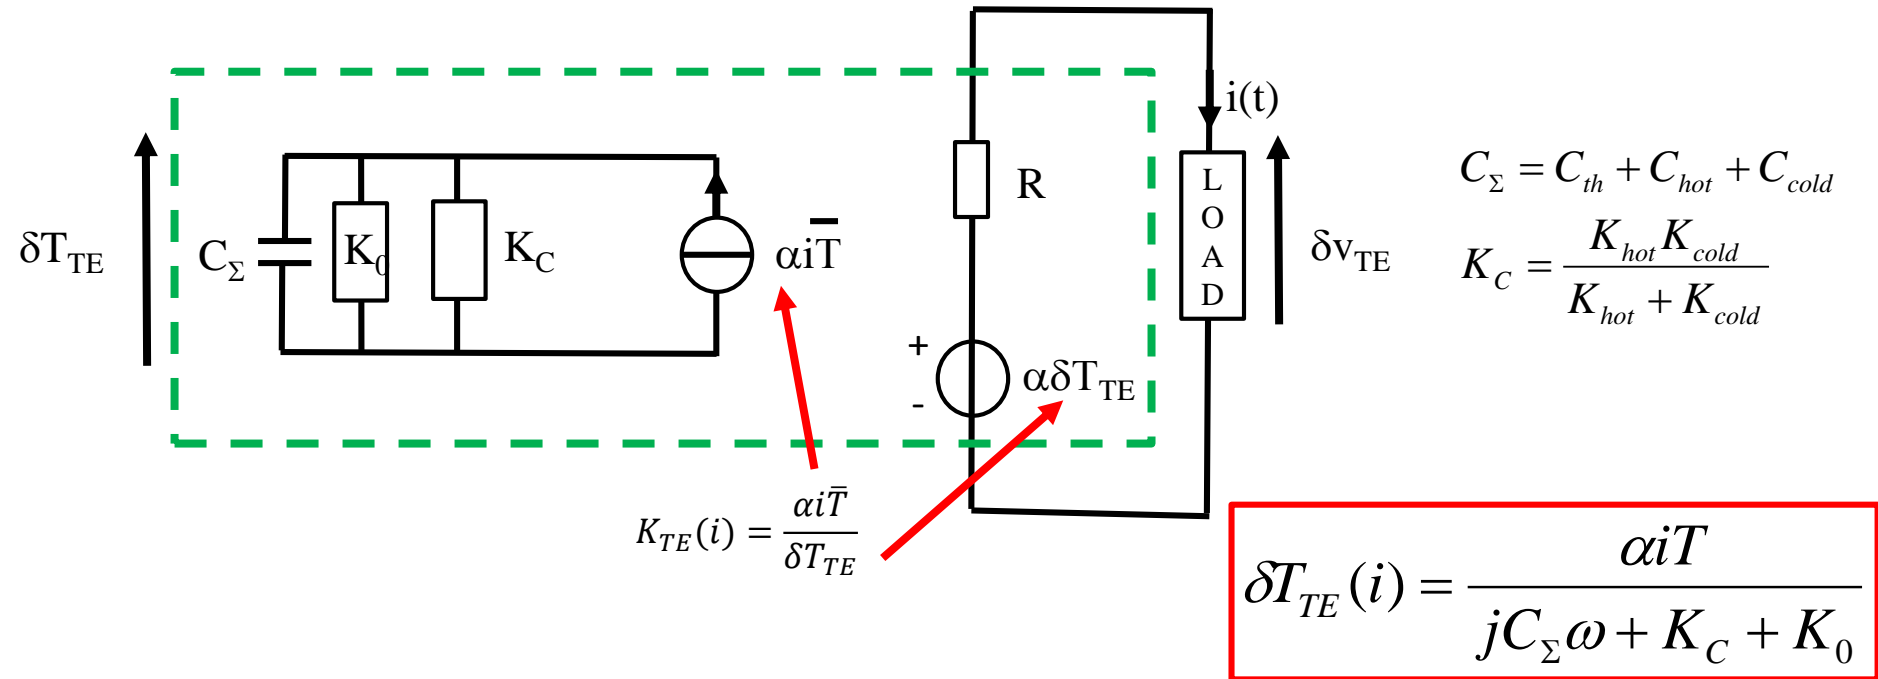 i(t)
δT_TE
C_Σ
K_0
K_C
αiT̄
R
LOAD
δv_TE
+
-
αδT_TE
C_Σ = C_th + C_hot + C_cold
K_C = K_hot K_cold / K_hot + K_cold
K_TE(i) = αiT̄ / δT_TE
δT_TE (i) = αiT / jC_Σω + K_C + K_0